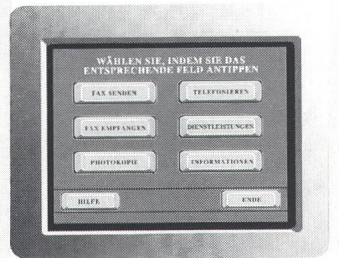 WÄHLEN SIE, INDEM SIE DAS
ENTSPRECHENDE FELD ANTIPPEN
FAX SENDEN
TELEFONIEREN
FAX EMPFANGEN
DIENSTLEISTUNGEN
PHOTOKOPIE
INFORMATIONEN
HILFE
ENDE